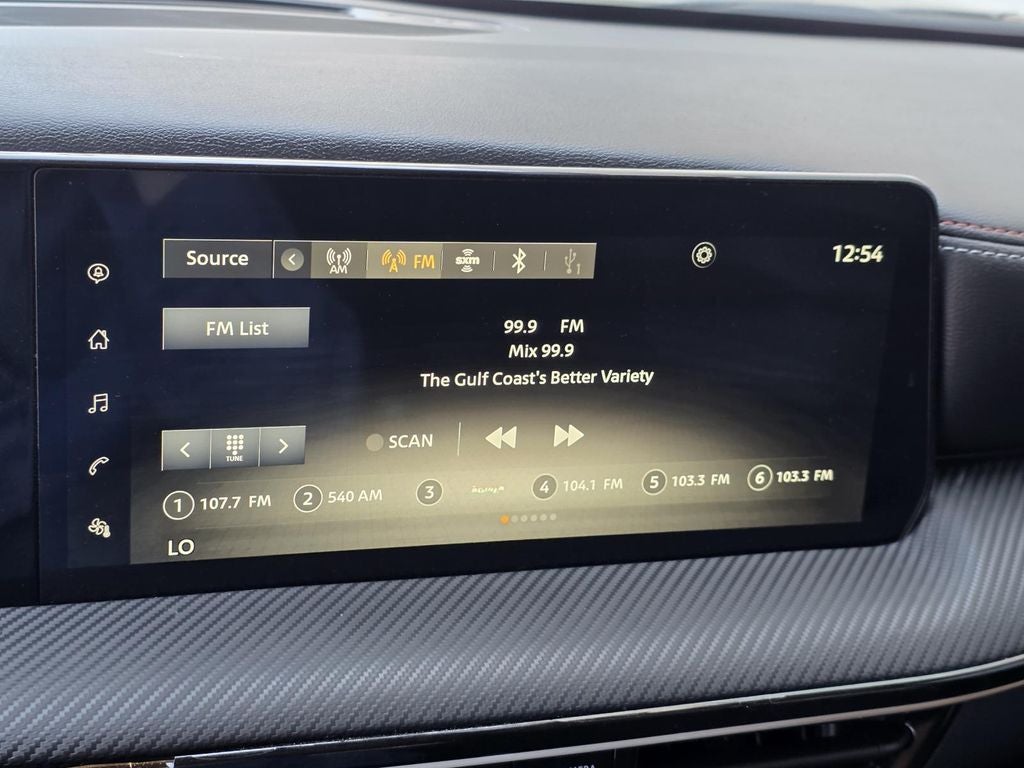 Source AM FM sxm 1 12:54
FM List
99.9 FM
Mix 99.9
The Gulf Coast's Better Variety
TUNE
SCAN
1 107.7 FM 2 540 AM 3 4 104.1 FM 5 103.3 FM 6 103.3 FM
LO